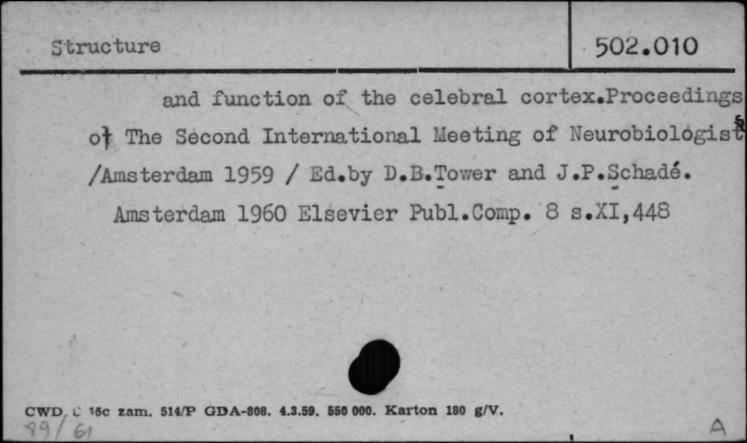 Structure 502.010
and function of the celebral cortex.Proceedings
of The Second International Meeting of Neurobiologists
/Amsterdam 1959 / Ed.by D.B.Tower and J.P.Schadé.
Amsterdam 1960 Elsevier Publ.Comp. 8 s.XI,448
CWD, C 16c zam. 514/P GDA-808. 4.3.59. 550 000. Karton 180 g/V.
89/61 A